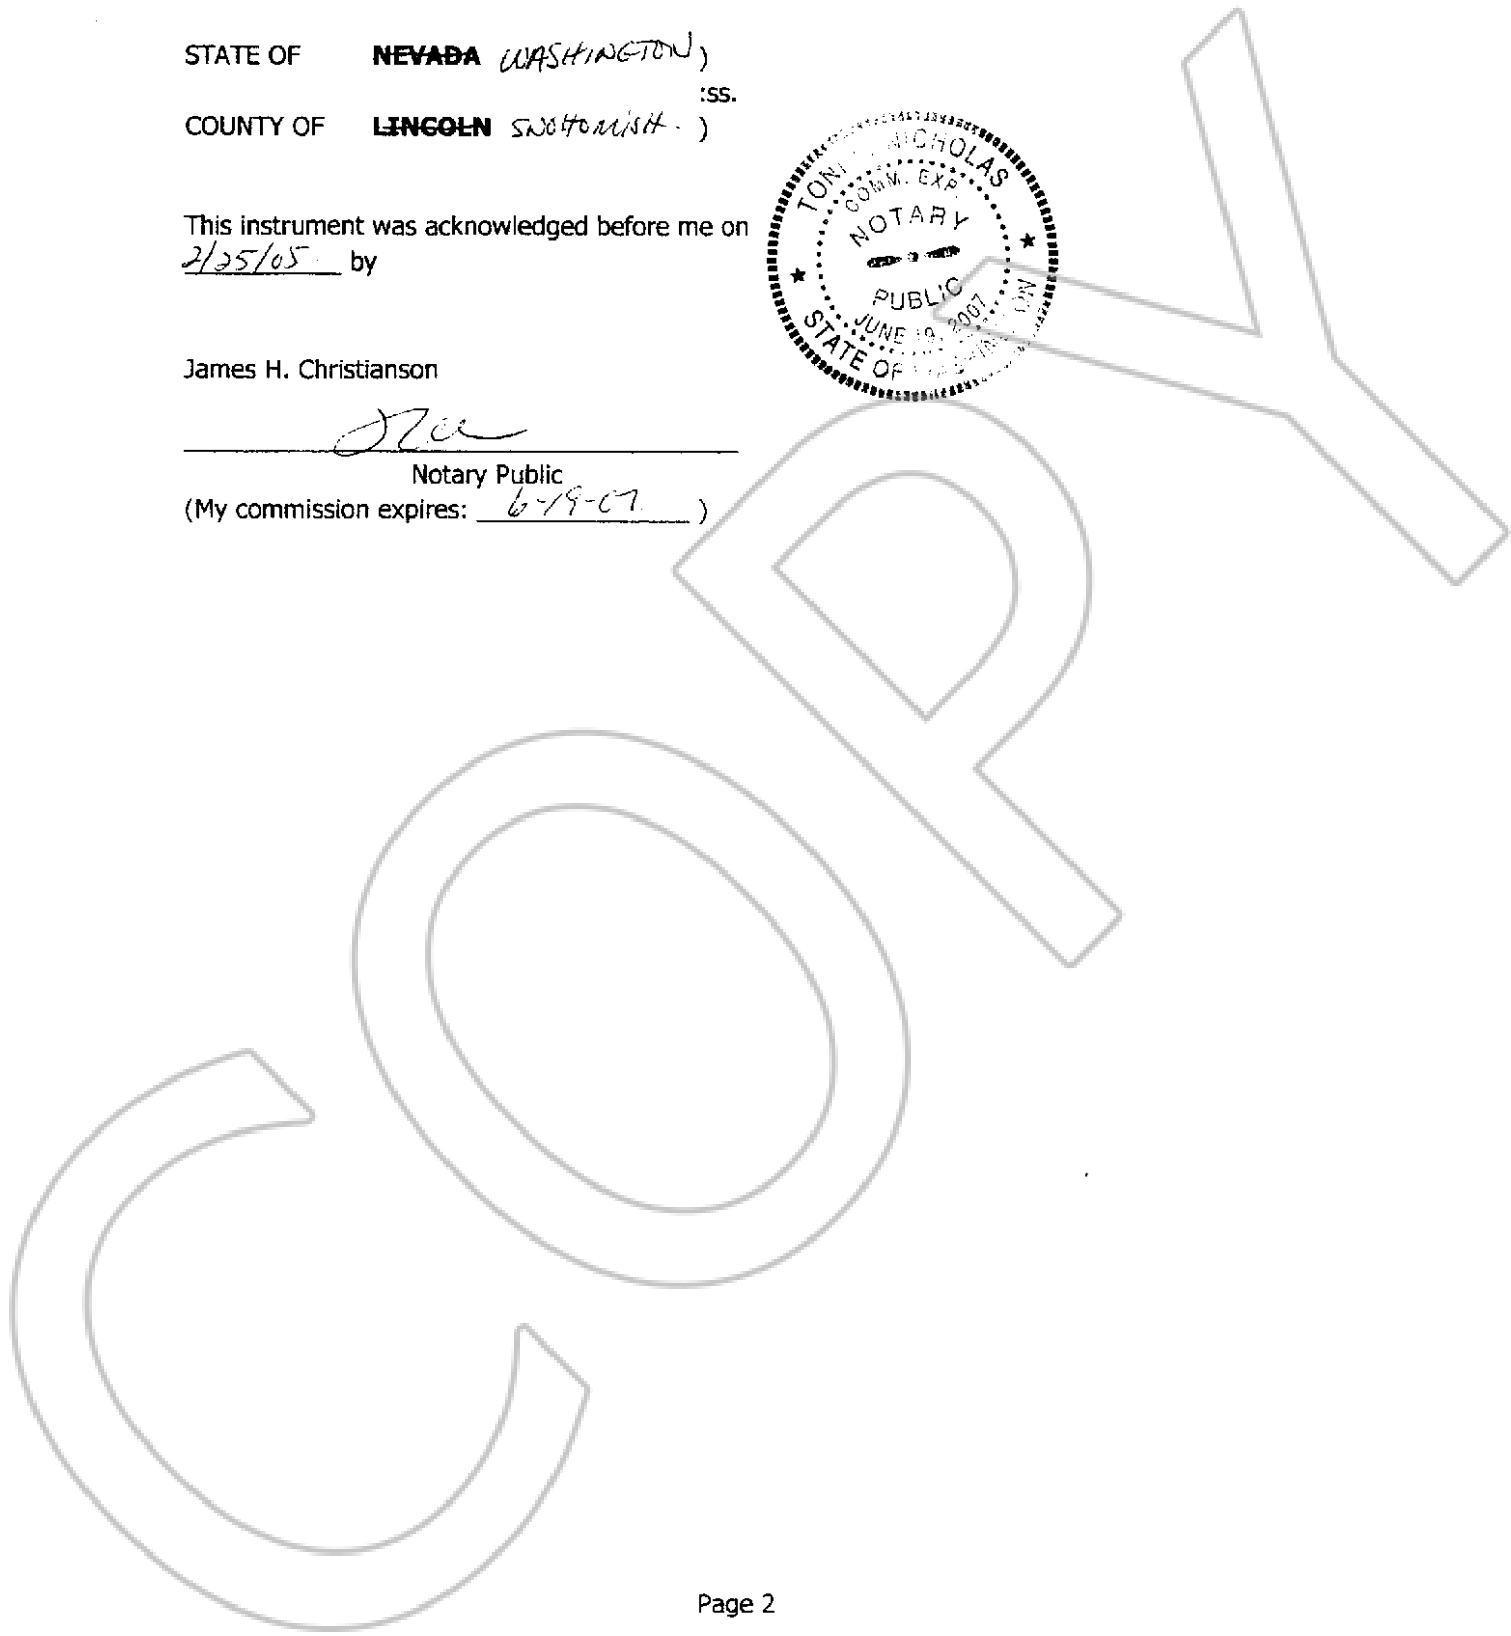 STATE OF NEVADA WASHINGTON )
:ss.
COUNTY OF LINCOLN SNOHOMISH. )
This instrument was acknowledged before me on
2/25/05 by
James H. Christianson
Notary Public
(My commission expires: 6-19-07 )
NICHOLAS
COMM. EXP.
NOTARY
PUBLIC
JUNE 19, 2007
STATE OF WASHINGTON
COPY
Page 2